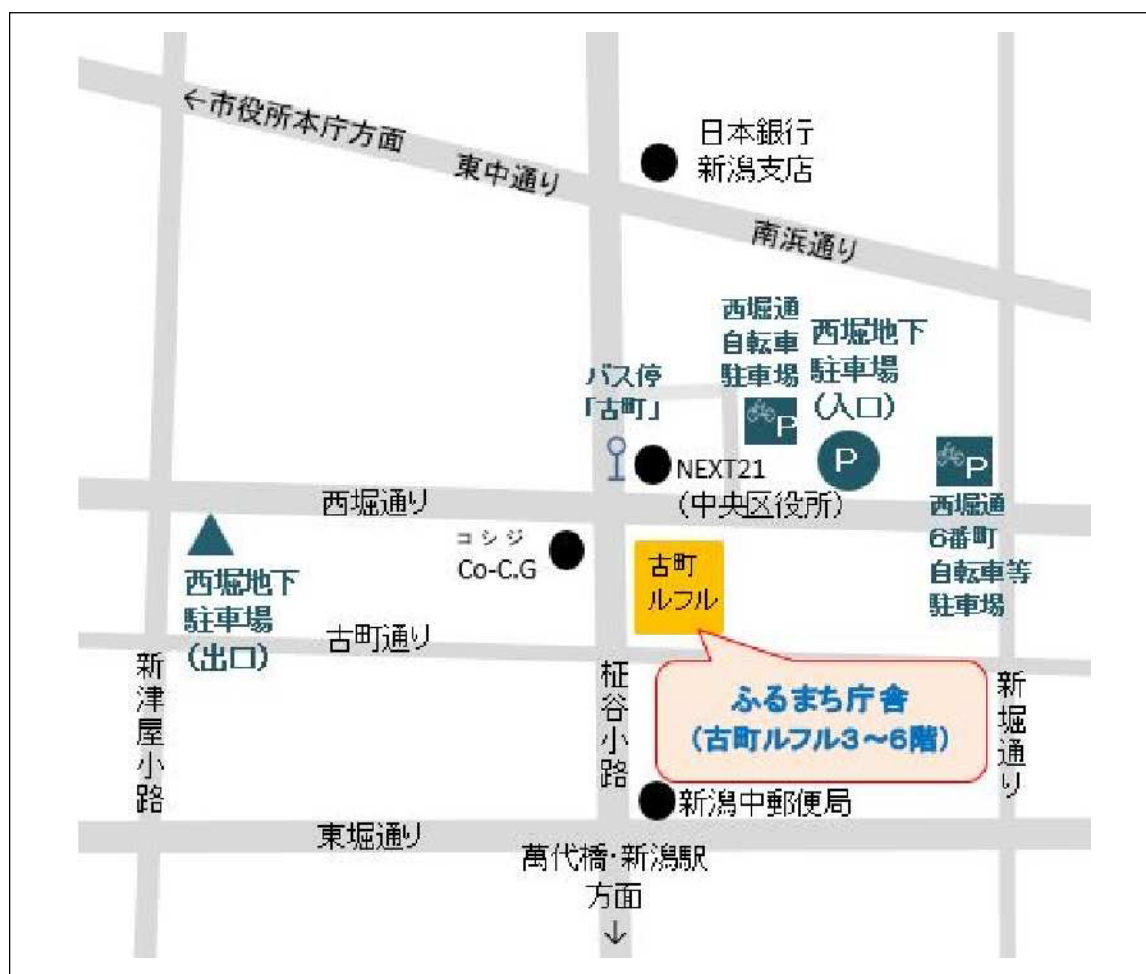 ←市役所本庁方面
東中通り
日本銀行
新潟支店
南浜通り
西堀通
自転車
駐車場
西堀地下
駐車場
(入口)
バス停
「古町」
P
P
P
NEXT21
(中央区役所)
西堀通り
西堀通
6番町
自転車等
駐車場
コシジ
Co-C.G
古町
ルフル
西堀地下
駐車場
(出口)
古町通り
ふるまち庁舎
(古町ルフル3～6階)
新津屋小路
柾谷小路
新堀通り
新潟中郵便局
東堀通り
萬代橋・新潟駅
方面
↓